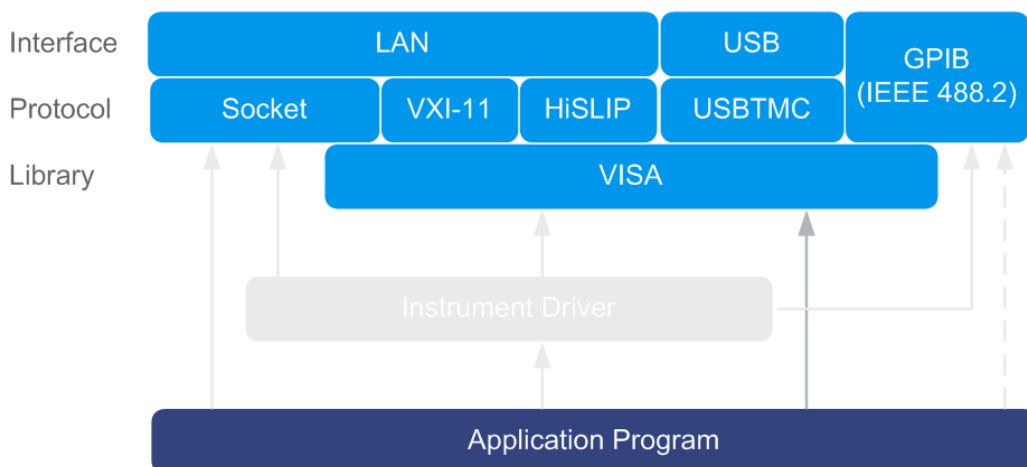 Interface
LAN
USB
GPIB
(IEEE 488.2)
Protocol
Socket
VXI-11
HiSLIP
USBTMC
Library
VISA
Instrument Driver
Application Program